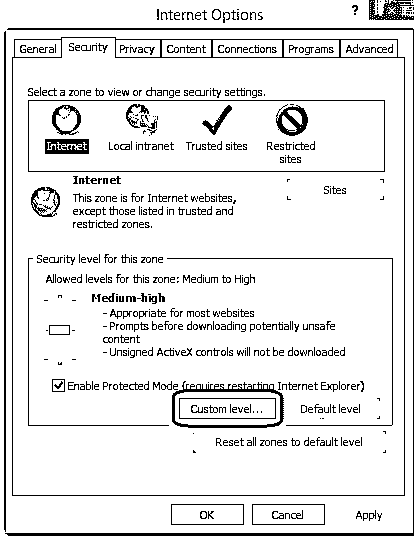 Internet Options
?
General Security Privacy Content Connections Programs Advanced
Select a zone to view or change security settings.
Internet Local intranet Trusted sites Restricted
sites
Internet
Sites
This zone is for Internet websites,
except those listed in trusted and
restricted zones.
Security level for this zone
Allowed levels for this zone: Medium to High
Medium-high
- Appropriate for most websites
- Prompts before downloading potentially unsafe
content
- Unsigned ActiveX controls will not be downloaded
Enable Protected Mode (requires restarting Internet Explorer)
Custom level... Default level
Reset all zones to default level
OK Cancel Apply